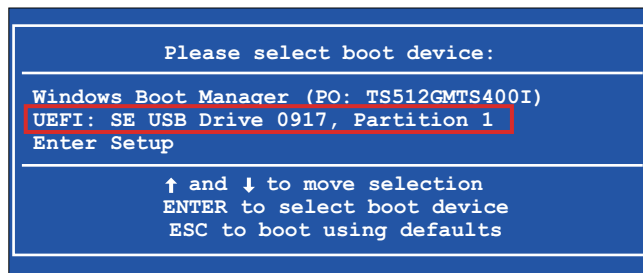 Please select boot device:
Windows Boot Manager (PO: TS512GMTS400I)
UEFI: SE USB Drive 0917, Partition 1
Enter Setup
↑ and ↓ to move selection
ENTER to select boot device
ESC to boot using defaults